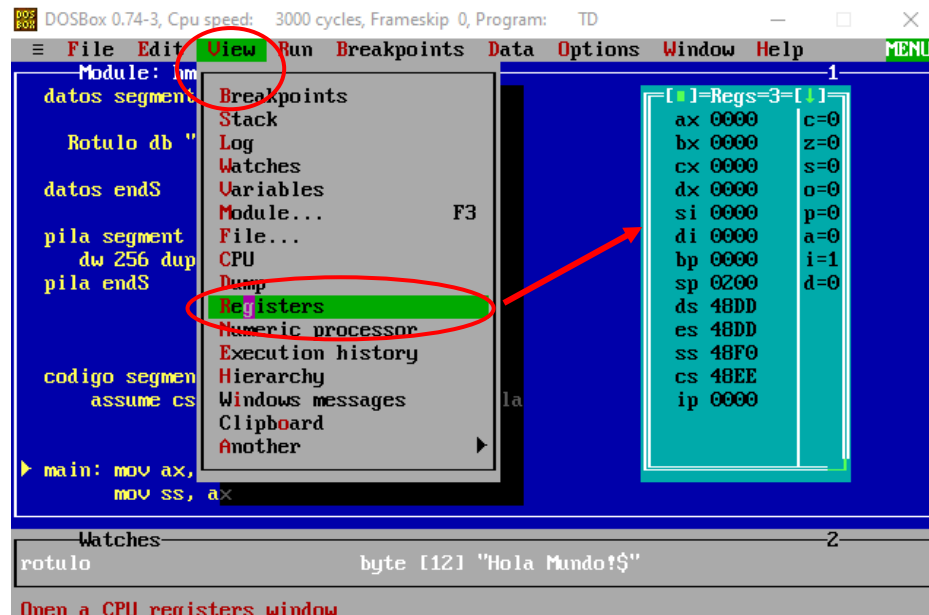 DOSBox 0.74-3, Cpu speed: 3000 cycles, Frameskip 0, Program: TD
≡ File Edit View Run Breakpoints Data Options Window Help MENU
Module: hm 1
datos segment
Rotulo db "
datos endS
pila segment
dw 256 dup
pila endS
codigo segmen
assume cs la
main: mov ax,
mov ss, ax
Breakpoints
Stack
Log
Watches
Variables
Module... F3
File...
CPU
Dump
Registers
Numeric processor
Execution history
Hierarchy
Windows messages
Clipboard
Another
[■]=Regs=3=[↓]
ax 0000 c=0
bx 0000 z=0
cx 0000 s=0
dx 0000 o=0
si 0000 p=0
di 0000 a=0
bp 0000 i=1
sp 0200 d=0
ds 48DD
es 48DD
ss 48F0
cs 48EE
ip 0000
Watches 2
rotulo byte [12] "Hola Mundo!$"
Open a CPU registers window